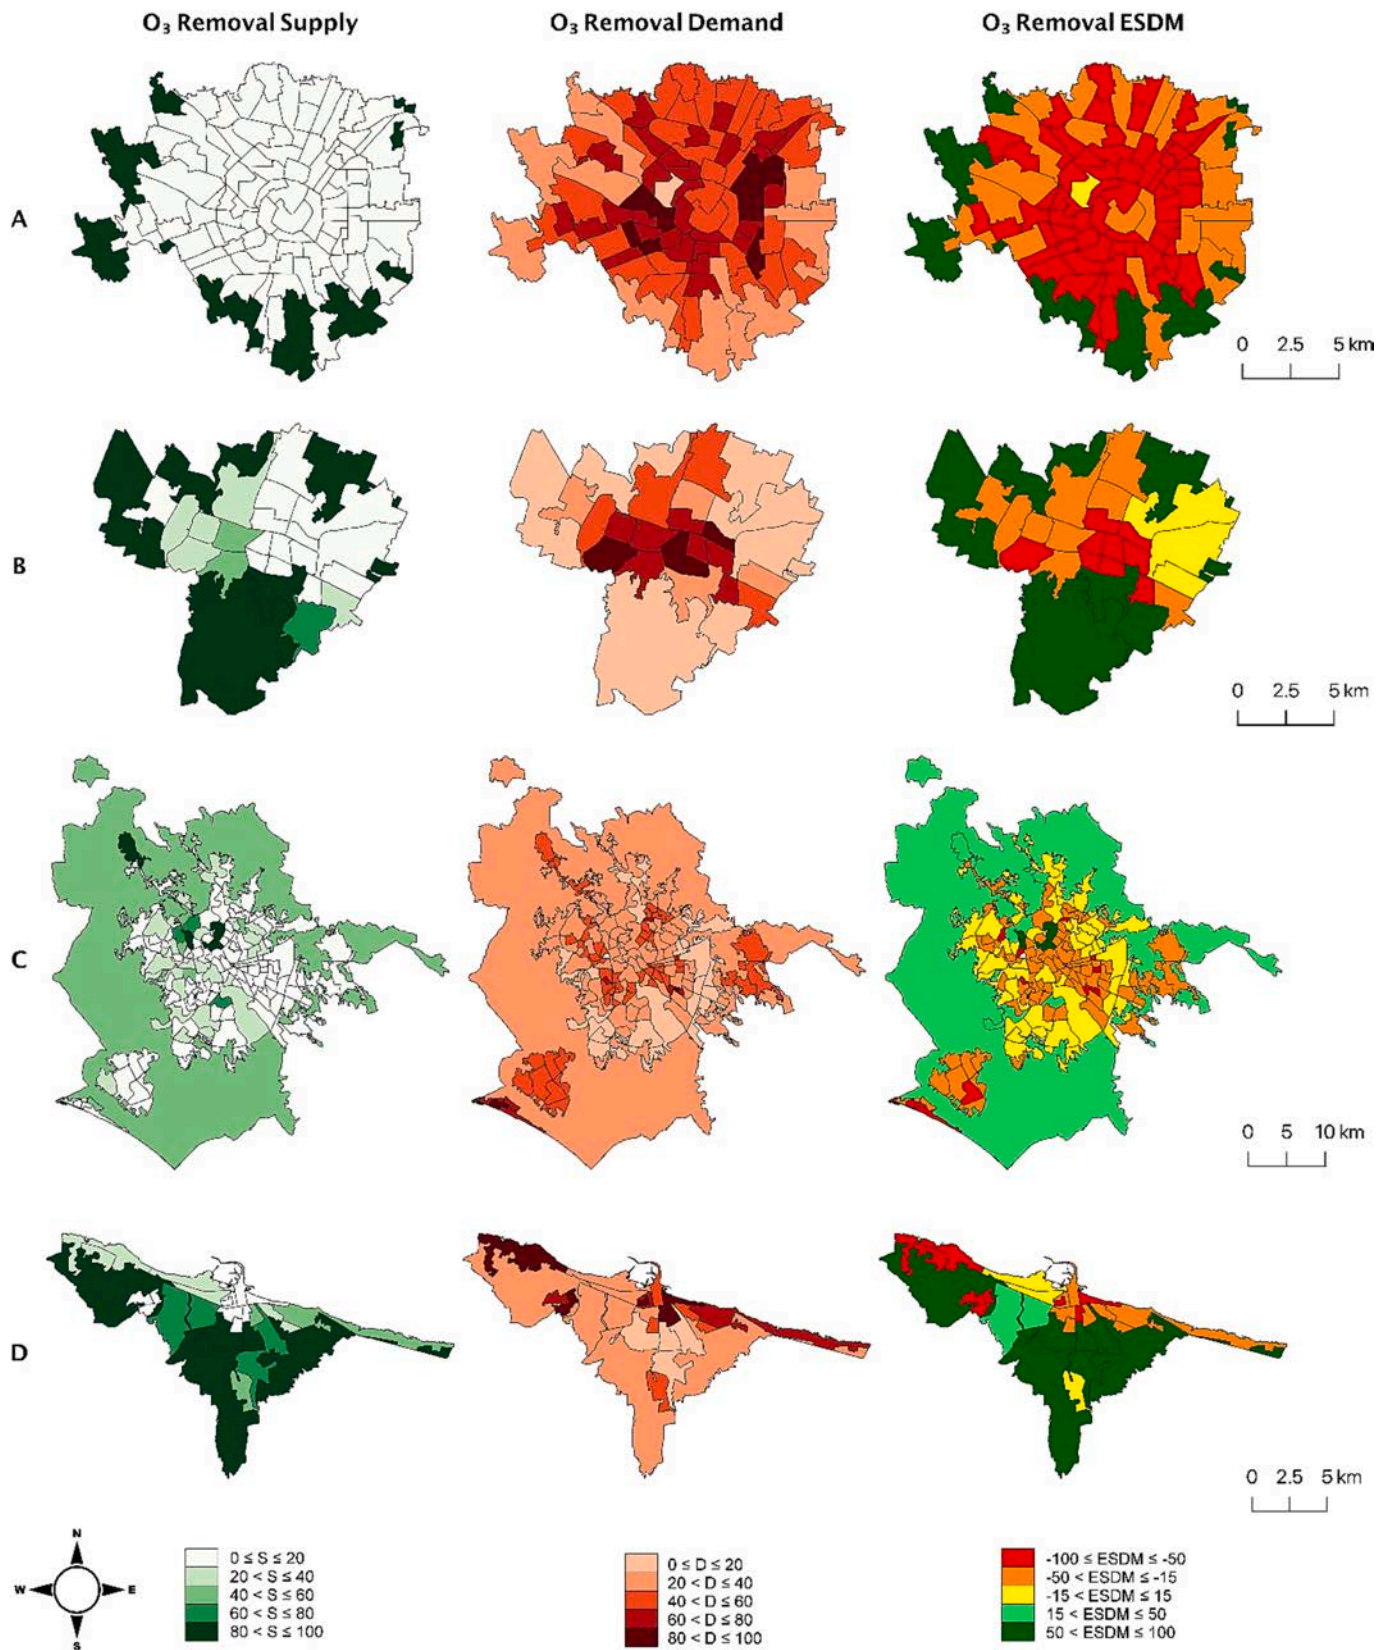 O₃ Removal Supply
O₃ Removal Demand
O₃ Removal ESDM
A
0 2.5 5 km
B
0 2.5 5 km
C
0 5 10 km
D
0 2.5 5 km
N
W E
S
0 ≤ S ≤ 20
20 < S ≤ 40
40 < S ≤ 60
60 < S ≤ 80
80 < S ≤ 100
0 ≤ D ≤ 20
20 < D ≤ 40
40 < D ≤ 60
60 < D ≤ 80
80 < D ≤ 100
-100 ≤ ESDM ≤ -50
-50 < ESDM ≤ -15
-15 < ESDM ≤ 15
15 < ESDM ≤ 50
50 < ESDM ≤ 100